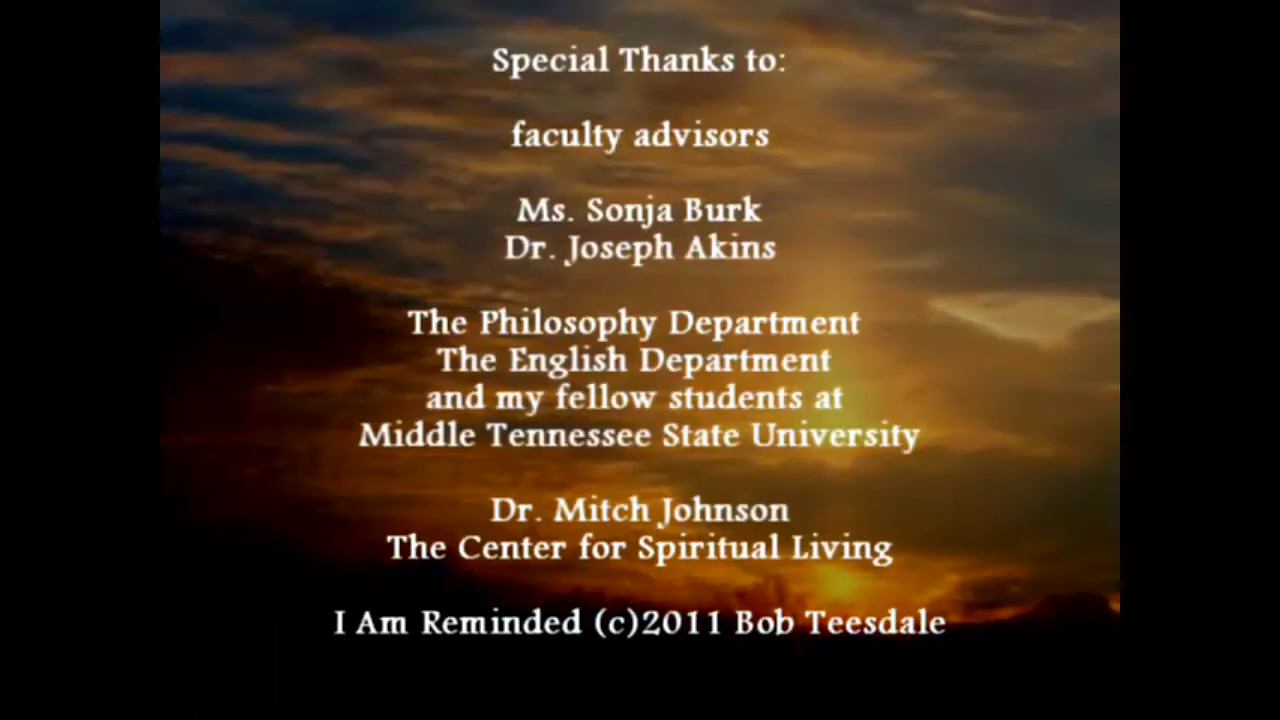 Special Thanks to:
faculty advisors
Ms. Sonja Burk
Dr. Joseph Akins
The Philosophy Department
The English Department
and my fellow students at
Middle Tennessee State University
Dr. Mitch Johnson
The Center for Spiritual Living
I Am Reminded (c)2011 Bob Teesdale